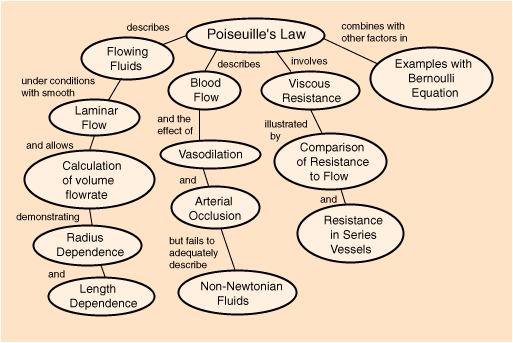 describes
Poiseuille's Law
combines with
other factors in
Flowing
Fluids
describes
involves
Examples with
Bernoulli
Equation
under conditions
with smooth
Blood
Flow
Viscous
Resistance
Laminar
Flow
and the
effect of
illustrated
by
and allows
Vasodilation
Comparison
of Resistance
to Flow
Calculation
of volume
flowrate
and
and
demonstrating
Arterial
Occlusion
Resistance
in Series
Vessels
Radius
Dependence
but fails to
adequately
describe
and
Length
Dependence
Non-Newtonian
Fluids